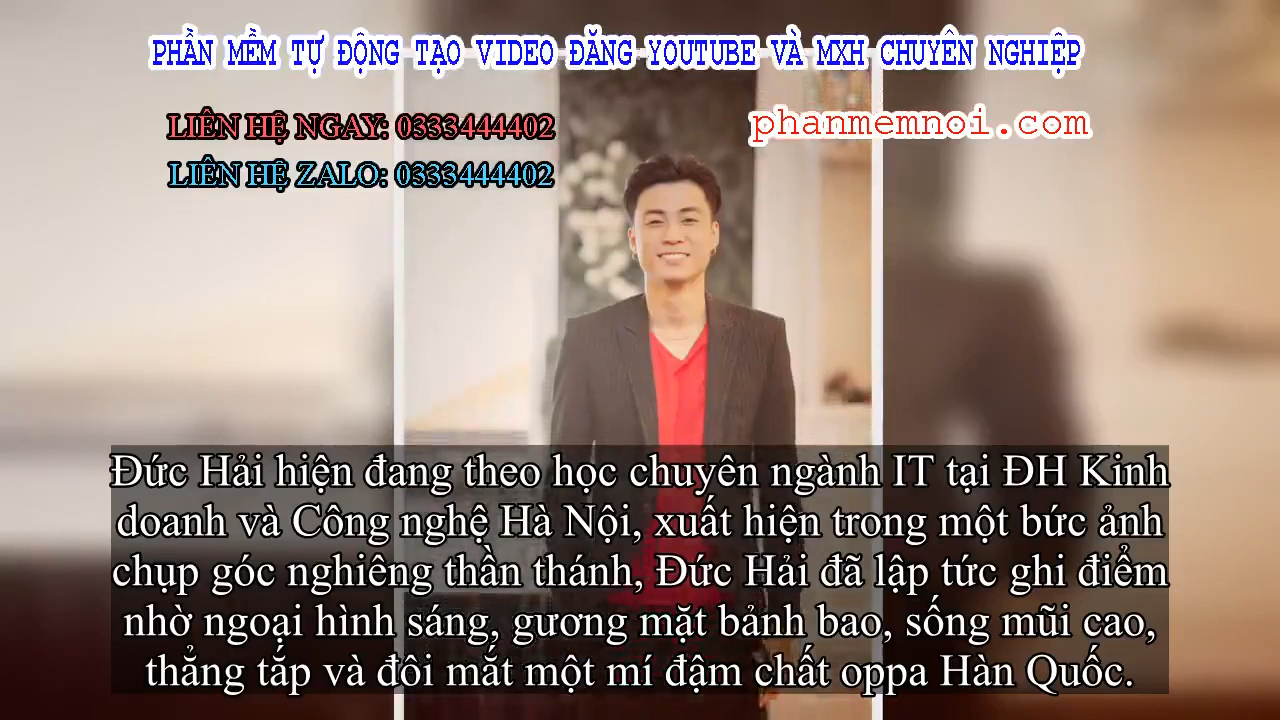 PHẦN MỀM TỰ ĐỘNG TẠO VIDEO ĐĂNG YOUTUBE VÀ MXH CHUYÊN NGHIỆP
LIÊN HỆ NGAY: 0333444402
phanmemnoi.com
LIÊN HỆ ZALO: 0333444402
Đức Hải hiện đang theo học chuyên ngành IT tại ĐH Kinh
doanh và Công nghệ Hà Nội, xuất hiện trong một bức ảnh
chụp góc nghiêng thần thánh, Đức Hải đã lập tức ghi điểm
nhờ ngoại hình sáng, gương mặt bảnh bao, sống mũi cao,
thẳng tắp và đôi mắt một mí đậm chất oppa Hàn Quốc.